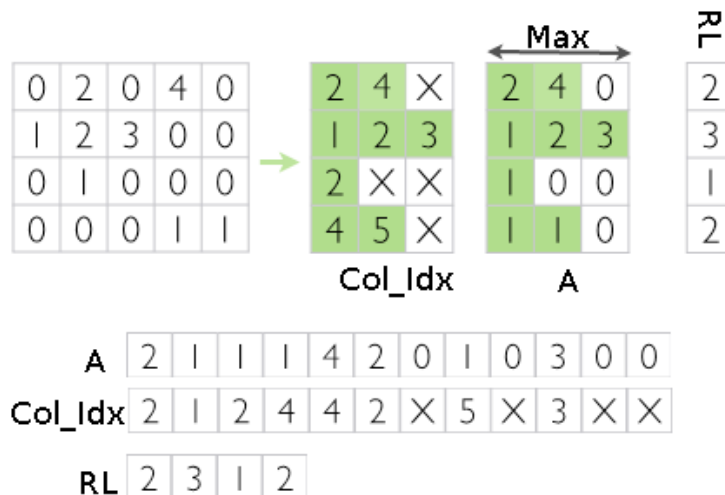 Max RL
0 2 0 4 0 2 4 X 2 4 0 2
1 2 3 0 0 1 2 3 1 2 3 3
0 1 0 0 0 2 X X 1 0 0 1
0 0 0 1 1 4 5 X 1 1 0 2
Col_Idx A
A 2 1 1 1 4 2 0 1 0 3 0 0
Col_Idx 2 1 2 4 4 2 X 5 X 3 X X
RL 2 3 1 2